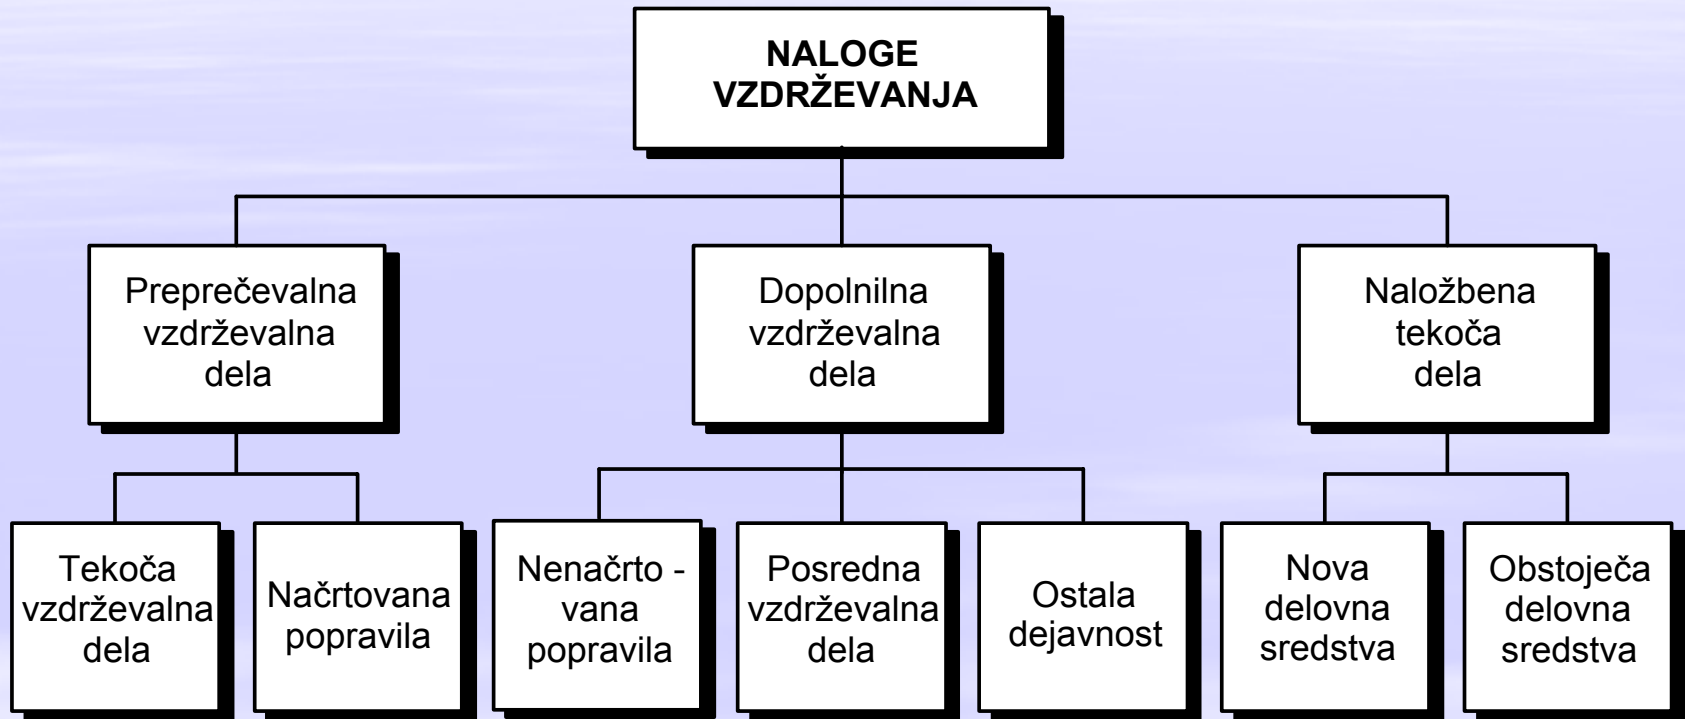 NALOGE
VZDRŽEVANJA
Preprečevalna
vzdrževalna
dela
Dopolnilna
vzdrževalna
dela
Naložbena
tekoča
dela
Tekoča
vzdrževalna
dela
Načrtovana
popravila
Nenačrto -
vana
popravila
Posredna
vzdrževalna
dela
Ostala
dejavnost
Nova
delovna
sredstva
Obstoječa
delovna
sredstva